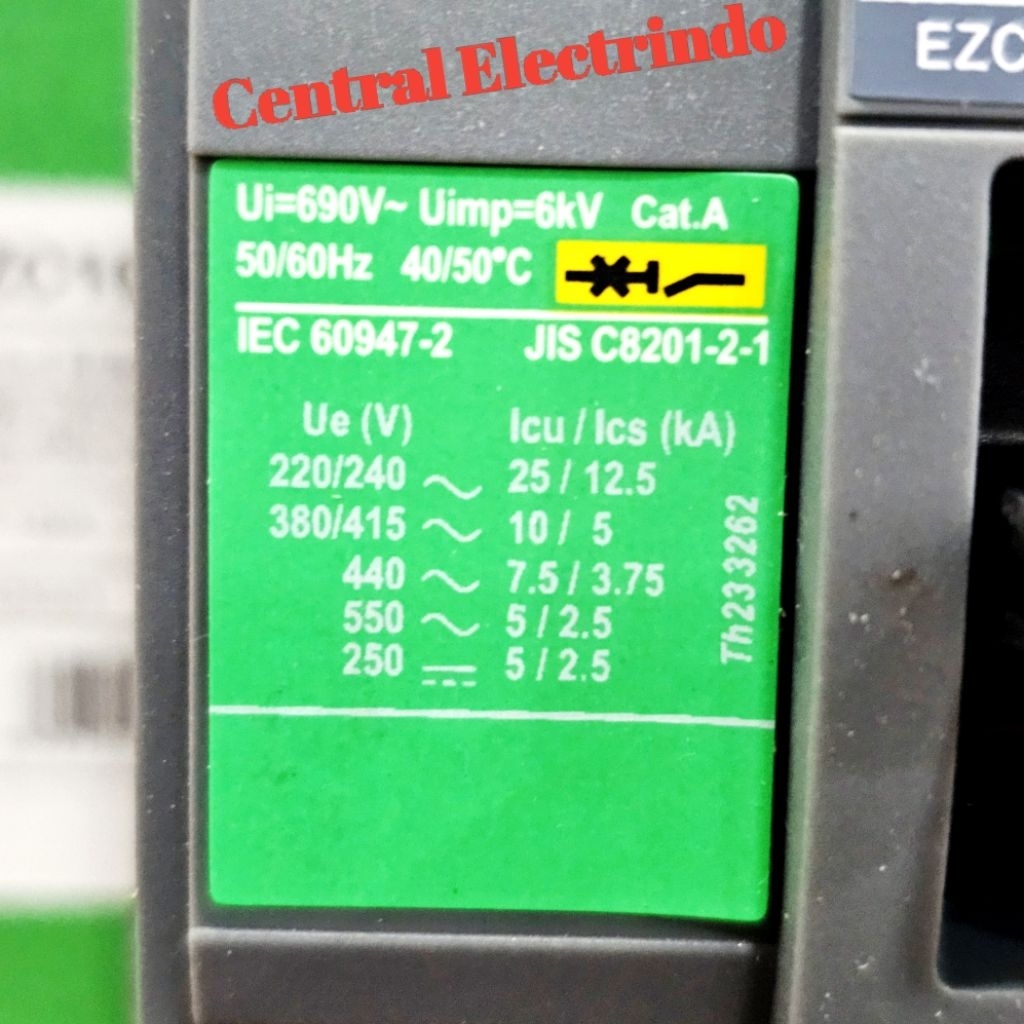 Central Electrindo
EZC
Ui=690V~ Uimp=6kV Cat.A
50/60Hz 40/50°C
IEC 60947-2 JIS C8201-2-1
Ue (V) Icu / Ics (kA)
220/240 ~ 25 / 12.5
380/415 ~ 10 / 5
440 ~ 7.5 / 3.75
550 ~ 5 / 2.5
250 ⎓ 5 / 2.5
Th233262